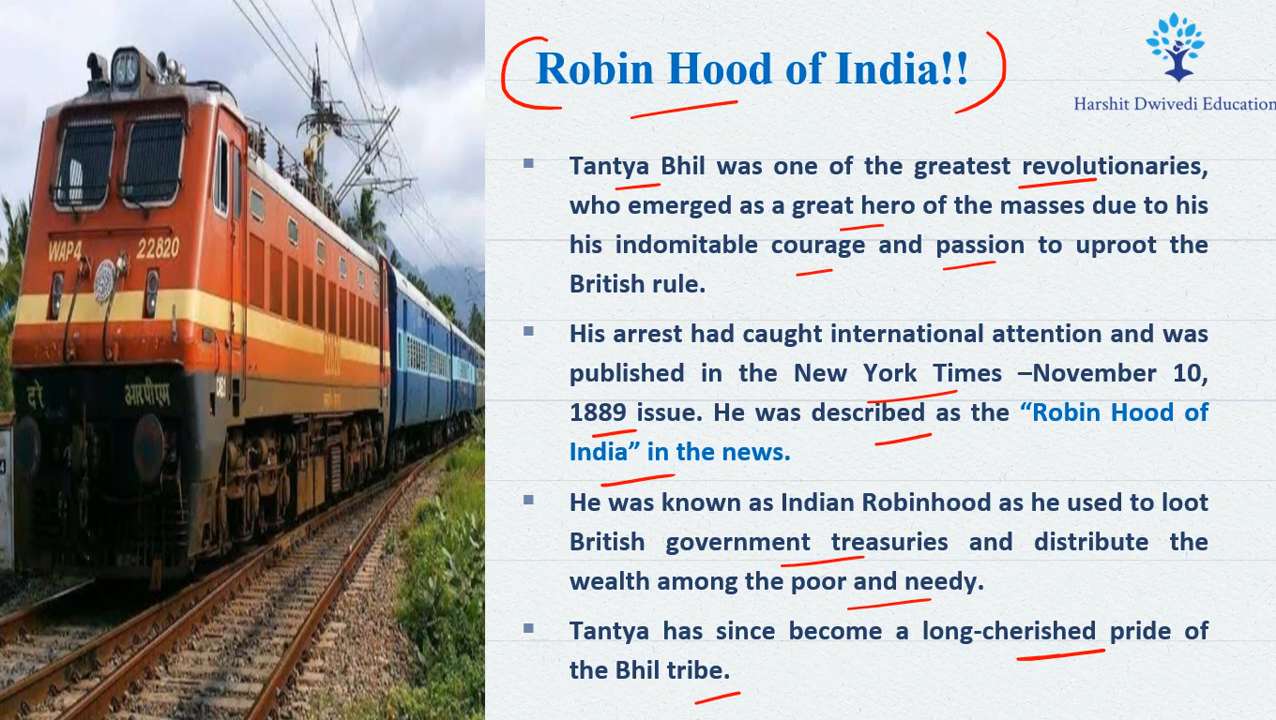 WAP4 22820
दो आरपीएम
Robin Hood of India!!
Harshit Dwivedi Education
▪ Tantya Bhil was one of the greatest revolutionaries,
who emerged as a great hero of the masses due to his
his indomitable courage and passion to uproot the
British rule.
▪ His arrest had caught international attention and was
published in the New York Times –November 10,
1889 issue. He was described as the “Robin Hood of
India” in the news.
▪ He was known as Indian Robinhood as he used to loot
British government treasuries and distribute the
wealth among the poor and needy.
▪ Tantya has since become a long-cherished pride of
the Bhil tribe.